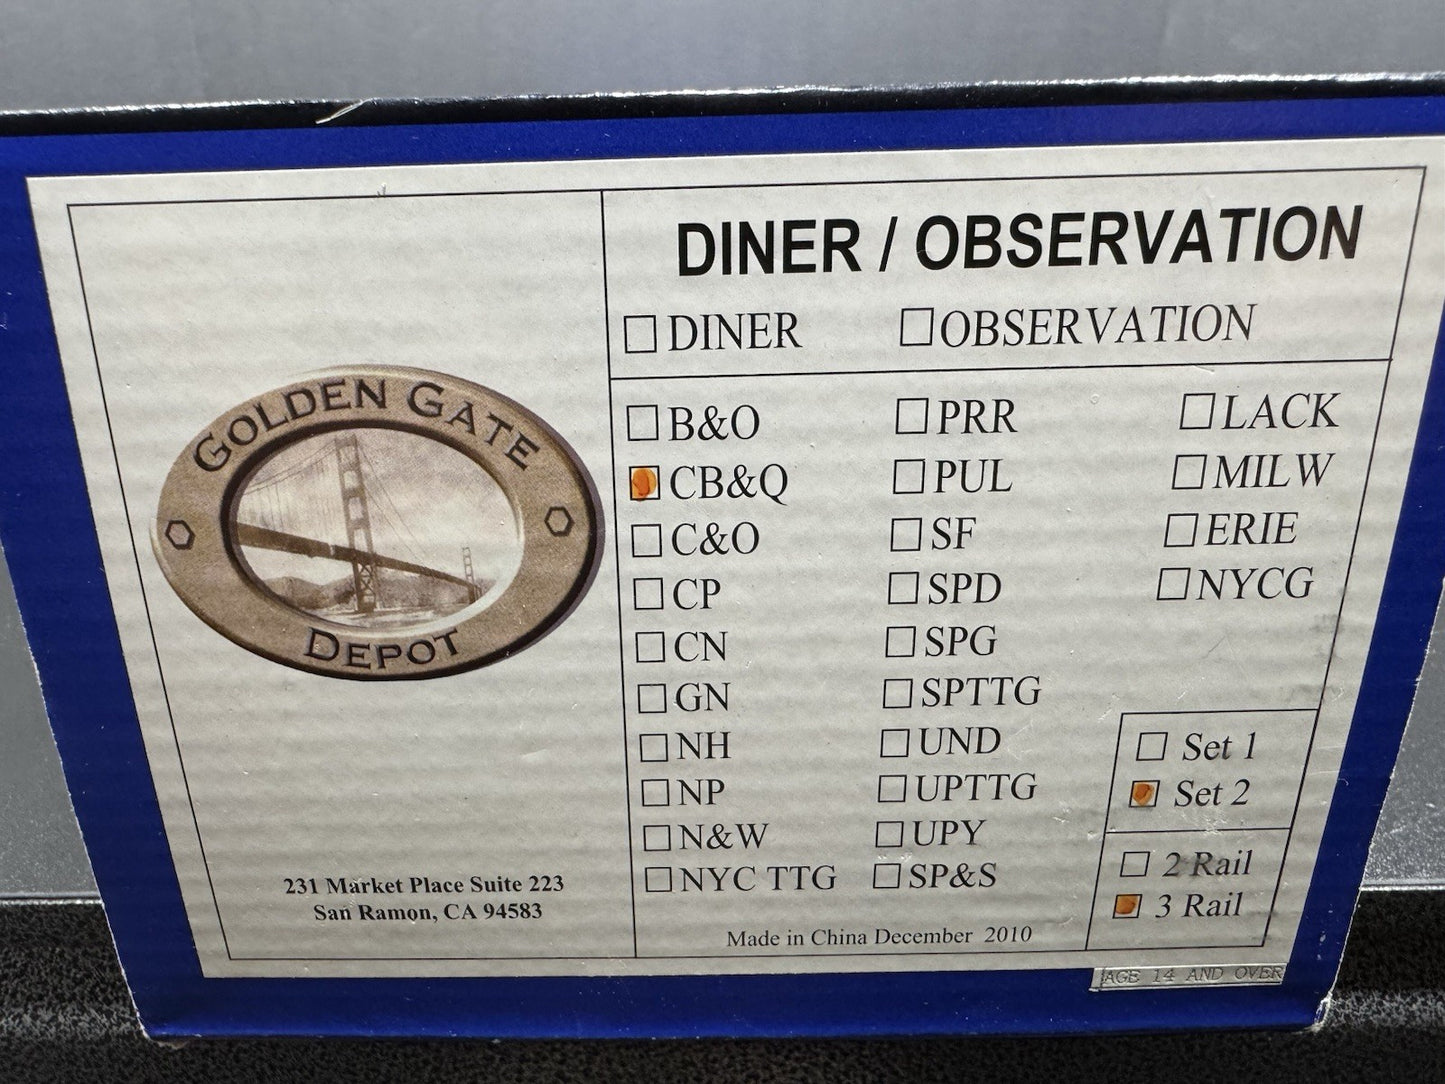 GOLDEN GATE
DEPOT
231 Market Place Suite 223
San Ramon, CA 94583
DINER / OBSERVATION
DINER
OBSERVATION
B&O
CB&Q
C&O
CP
CN
GN
NH
NP
N&W
NYC TTG
PRR
PUL
SF
SPD
SPG
SPTTG
UND
UPTTG
UPY
SP&S
LACK
MILW
ERIE
NYCG
Set 1
Set 2
2 Rail
3 Rail
Made in China December 2010
AGE 14 AND OVER